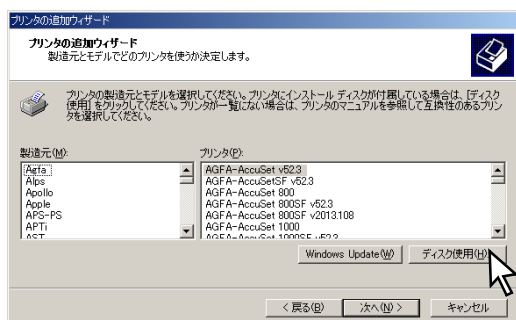 プリンタの追加ウィザード
プリンタの追加ウィザード
製造元とモデルでどのプリンタを使うか決定します。
プリンタの製造元とモデルを選択してください。プリンタにインストール ディスクが付属している場合は、[ディスク
使用] をクリックしてください。プリンタが一覧にない場合は、プリンタのマニュアルを参照して互換性のあるプリン
タを選択してください。
製造元(M):
プリンタ(P):
Agfa
Alps
Apollo
Apple
APS-PS
APTi
AST
AGFA-AccuSet v52.3
AGFA-AccuSetSF v52.3
AGFA-AccuSet 800
AGFA-AccuSet 800SF v52.3
AGFA-AccuSet 800SF v2013.108
AGFA-AccuSet 1000
AGFA-AccuSet 1000SF v52.3
Windows Update(W)
ディスク使用(H)...
< 戻る(B)
次へ(N) >
キャンセル